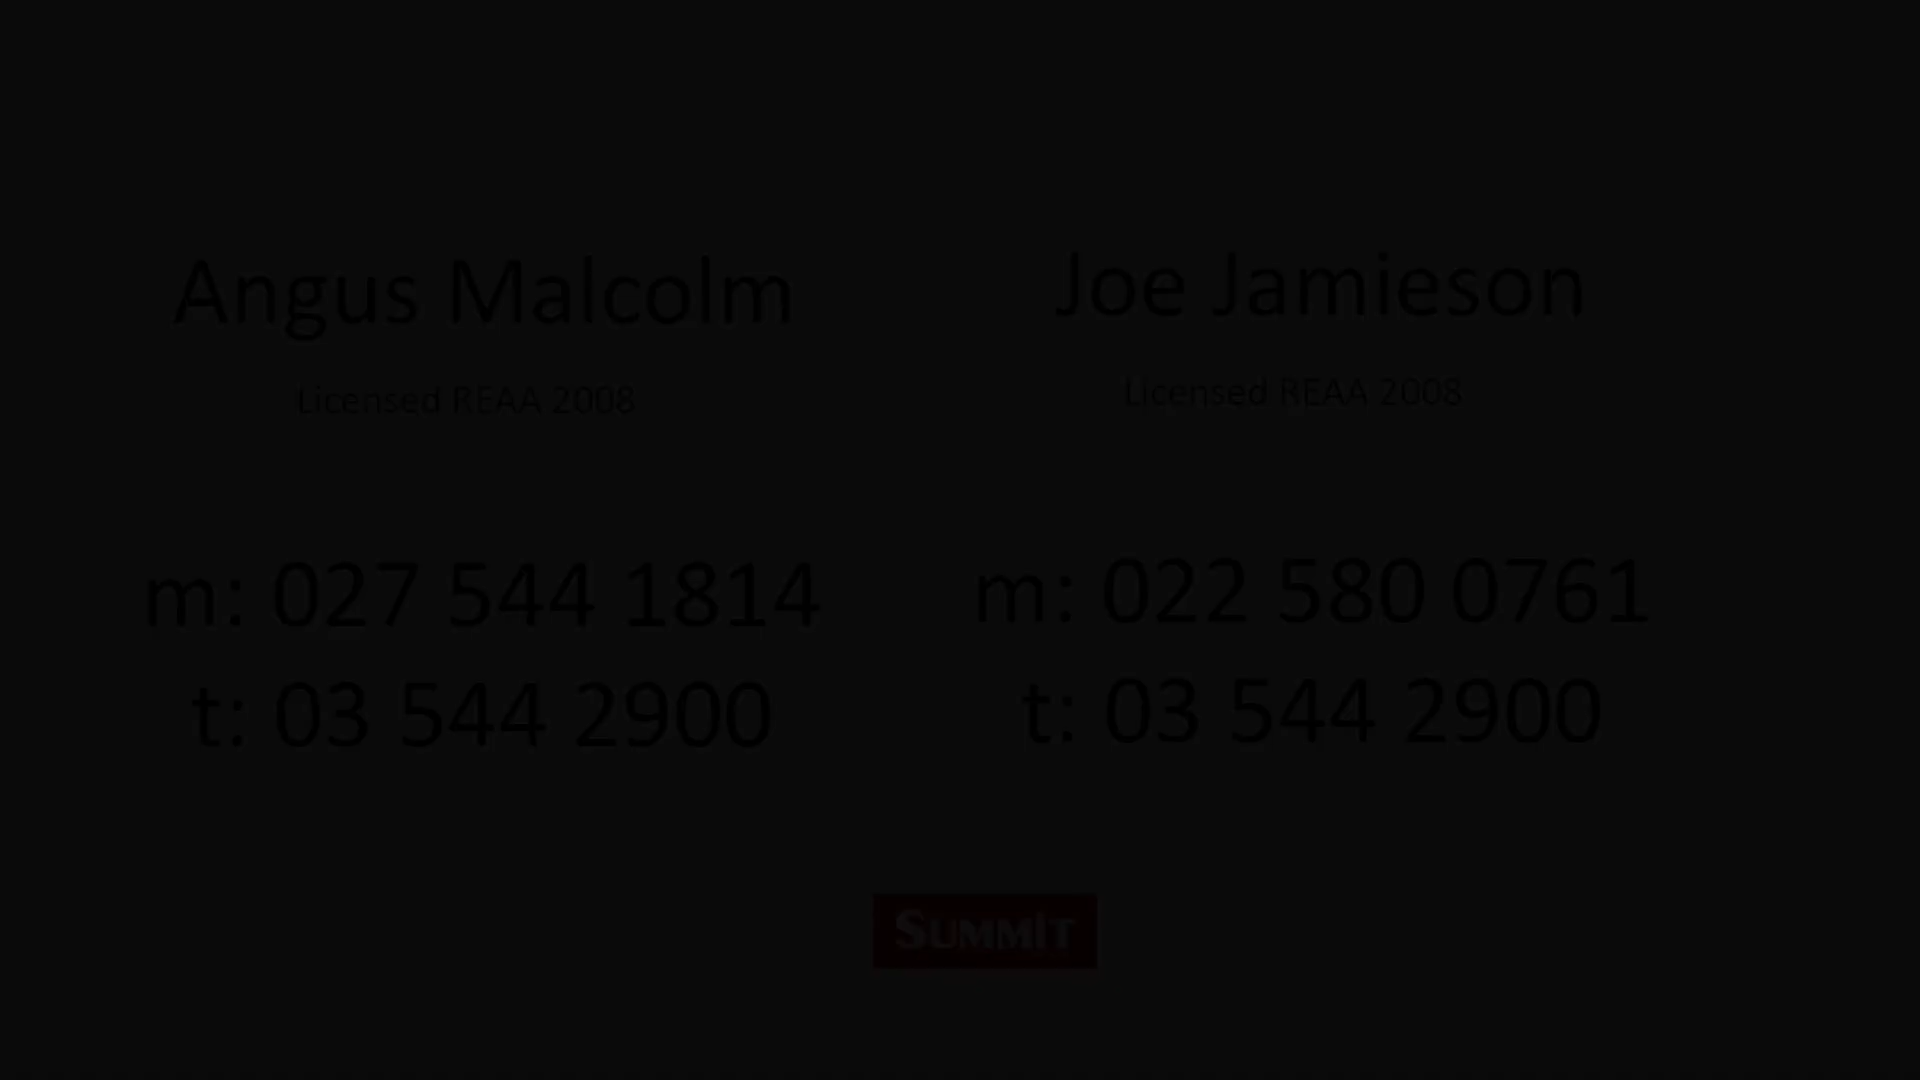 Angus Malcolm
Licensed REAA 2008
m: 027 544 1814
t: 03 544 2900
Joe Jamieson
Licensed REAA 2008
m: 022 580 0761
t: 03 544 2900
SUMMIT